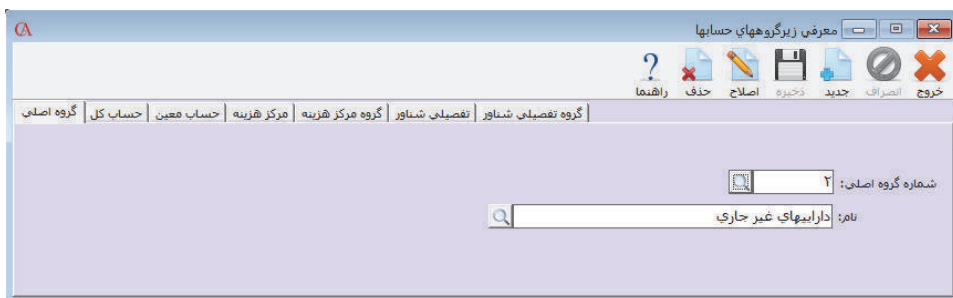 معرفي زيرگروههاي حسابها
خروج انصراف جديد ذخيره اصلاح حذف راهنما
گروه اصلي حساب كل حساب معين مركز هزينه گروه مركز هزينه تفصيلي شناور گروه تفصيلي شناور
شماره گروه اصلي: ۲
نام: داراييهاي غير جاري